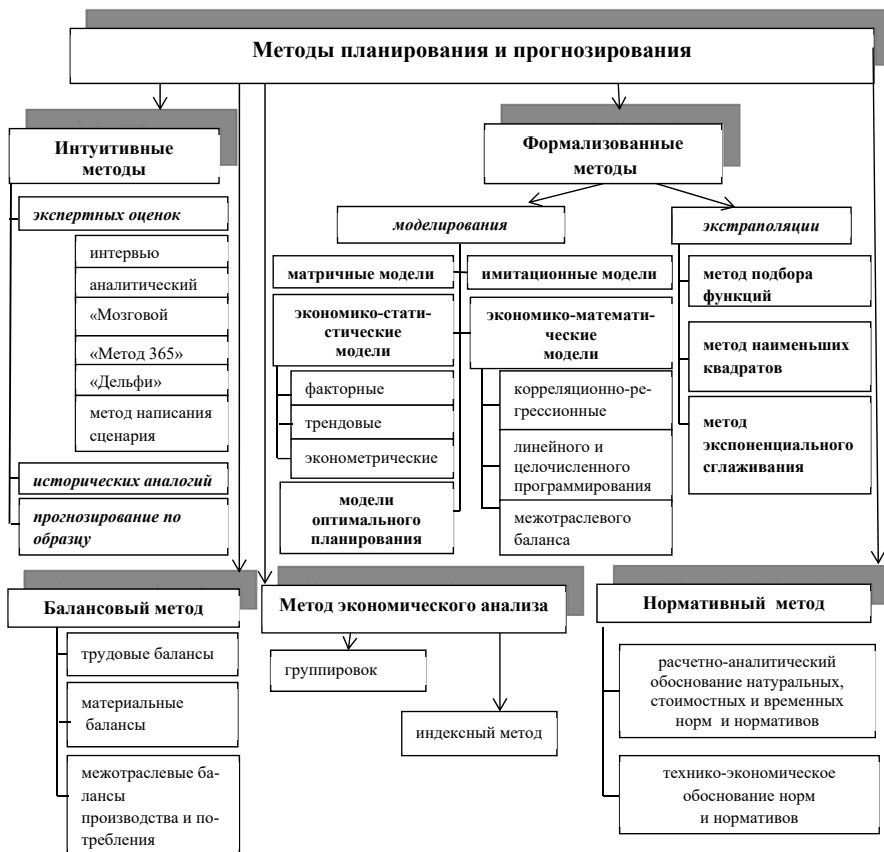 Методы планирования и прогнозирования
Интуитивные
методы
экспертных оценок
интервью
аналитический
«Мозговой
«Метод 365»
«Дельфи»
метод написания
сценария
исторических аналогий
прогнозирование по
образцу
Формализованные
методы
моделирования
матричные модели
имитационные модели
экономико-стати-
стические
модели
факторные
трендовые
эконометрические
модели
оптимального
планирования
экономико-математи-
ческие
модели
корреляционно-ре-
грессионные
линейного и
целочисленного
программирования
межотраслевого
баланса
экстраполяции
метод подбора
функций
метод наименьших
квадратов
метод
экспоненциального
сглаживания
Балансовый метод
трудовые балансы
материальные
балансы
межотраслевые ба-
лансы
производства и по-
требления
Метод экономического анализа
группировок
индексный метод
Нормативный метод
расчетно-аналитический
обоснование натуральных,
стоимостных и временных
норм и нормативов
технико-экономическое
обоснование норм
и нормативов